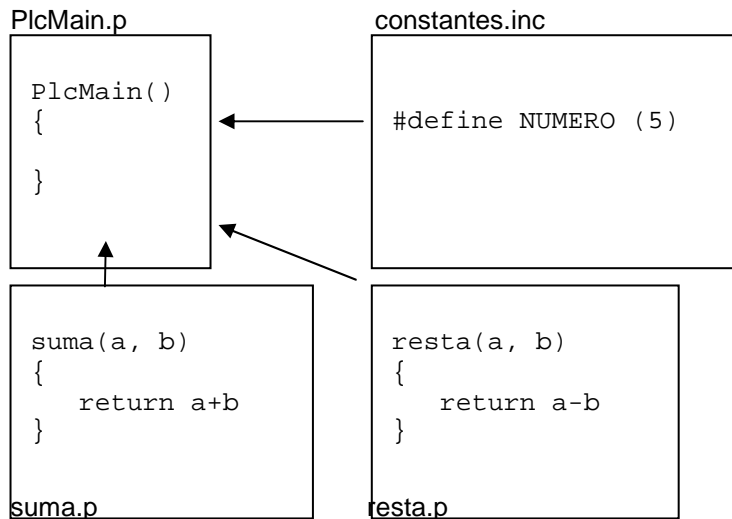 PlcMain.p
PlcMain()
{
}
constantes.inc
#define NUMERO (5)
suma(a, b)
{
return a+b
}
suma.p
resta(a, b)
{
return a-b
}
resta.p